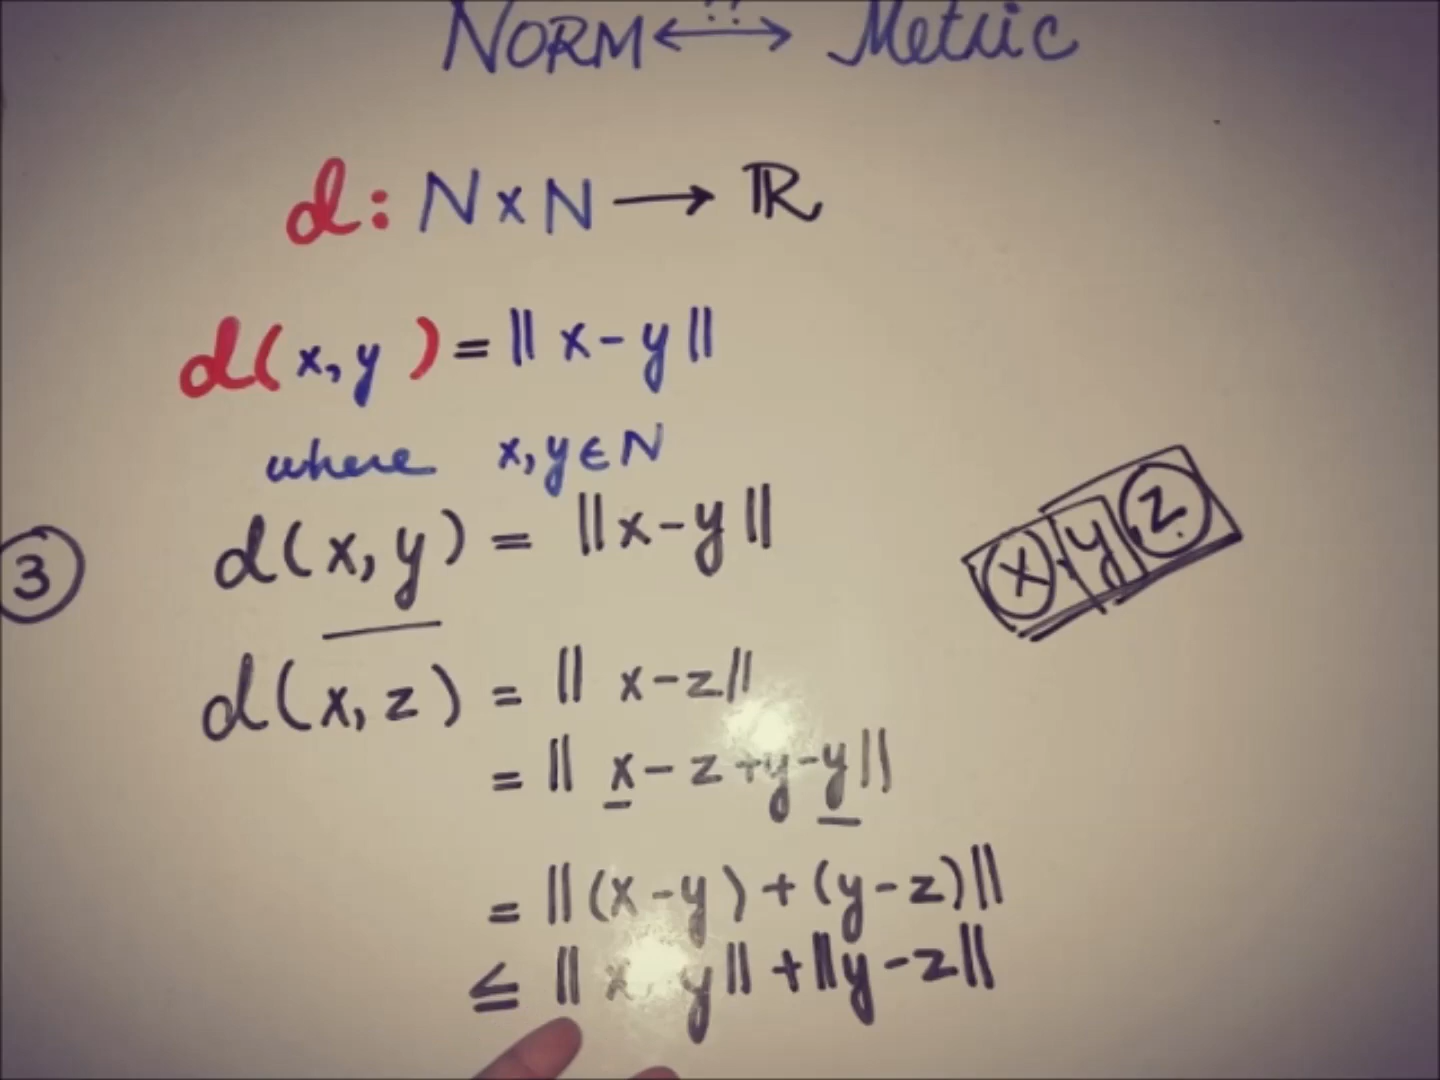 NORM ⟷ Metric
??
d: N x N ⟶ ℝ
d(x, y) = || x - y ||
where x, y ∈ N
③ d(x, y) = || x - y ||
x y z
d(x, z) = || x - z ||
= || x - z + y - y ||
= || (x - y) + (y - z) ||
≤ || x y || + || y - z ||